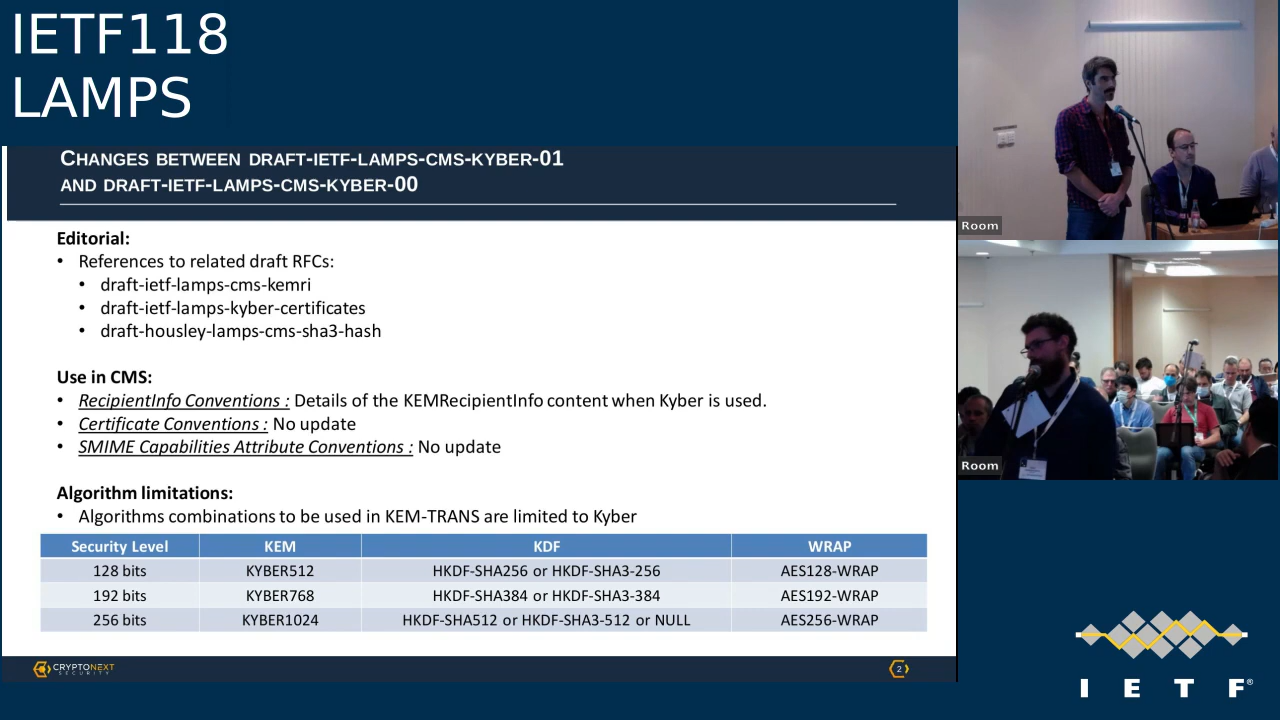 IETF118
LAMPS
CHANGES BETWEEN DRAFT-IETF-LAMPS-CMS-KYBER-01
AND DRAFT-IETF-LAMPS-CMS-KYBER-00
Editorial:
• References to related draft RFCs:
• draft-ietf-lamps-cms-kemri
• draft-ietf-lamps-kyber-certificates
• draft-housley-lamps-cms-sha3-hash
Use in CMS:
• RecipientInfo Conventions : Details of the KEMRecipientInfo content when Kyber is used.
• Certificate Conventions : No update
• SMIME Capabilities Attribute Conventions : No update
Algorithm limitations:
• Algorithms combinations to be used in KEM-TRANS are limited to Kyber
Security Level KEM KDF WRAP
128 bits KYBER512 HKDF-SHA256 or HKDF-SHA3-256 AES128-WRAP
192 bits KYBER768 HKDF-SHA384 or HKDF-SHA3-384 AES192-WRAP
256 bits KYBER1024 HKDF-SHA512 or HKDF-SHA3-512 or NULL AES256-WRAP
CRYPTONEXT
SECURITY
2
Room
Room
IETF®